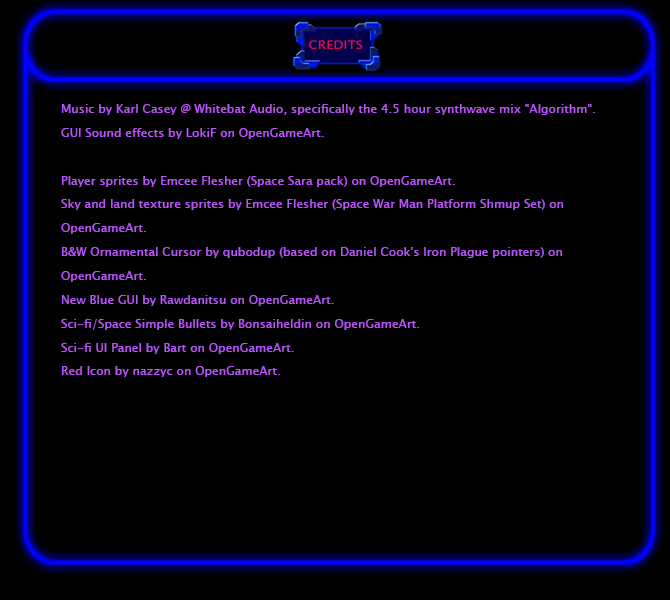 CREDITS
Music by Karl Casey @ Whitebat Audio, specifically the 4.5 hour synthwave mix "Algorithm".
GUI Sound effects by LokiF on OpenGameArt.
Player sprites by Emcee Flesher (Space Sara pack) on OpenGameArt.
Sky and land texture sprites by Emcee Flesher (Space War Man Platform Shmup Set) on
OpenGameArt.
B&W Ornamental Cursor by qubodup (based on Daniel Cook's Iron Plague pointers) on
OpenGameArt.
New Blue GUI by Rawdanitsu on OpenGameArt.
Sci-fi/Space Simple Bullets by Bonsaiheldin on OpenGameArt.
Sci-fi UI Panel by Bart on OpenGameArt.
Red Icon by nazzyc on OpenGameArt.